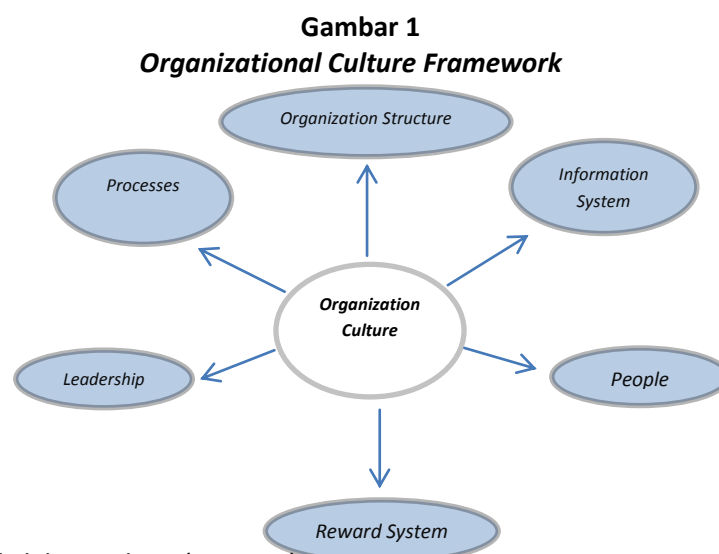 Gambar 1
Organizational Culture Framework
Organization Structure
Processes
Information
System
Organization
Culture
Leadership
People
Reward System